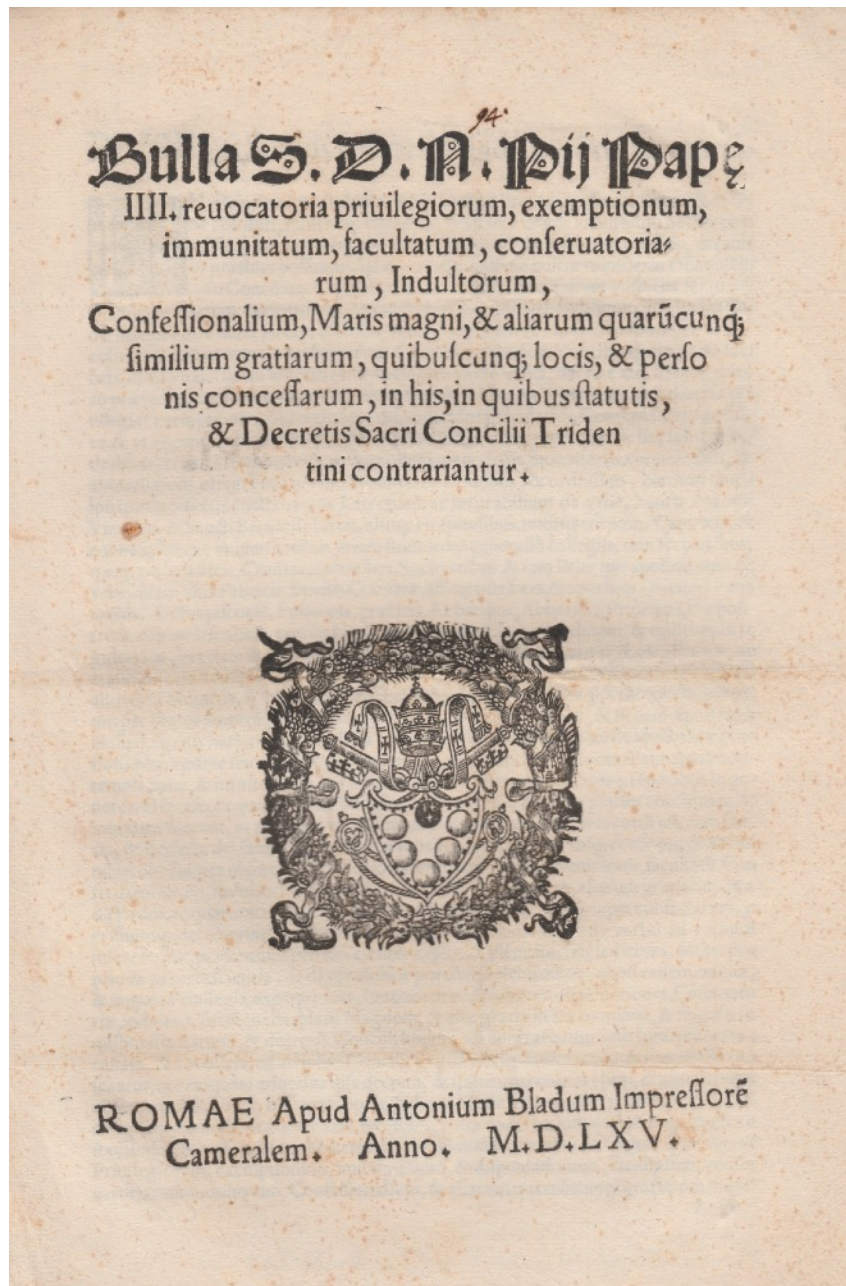 94.
Bulla S. D. N. Pij Papę
IIII. reuocatoria priuilegiorum, exemptionum,
immunitatum, facultatum, conſeruatoria⸗
rum, Indultorum,
Confeſſionalium, Maris magni, & aliarum quarūcunq́;
ſimilium gratiarum, quibuſcunq; locis, & perſo
nis conceſſarum, in his, in quibus ſtatutis,
& Decretis Sacri Concilii Triden
tini contrariantur.
ROMAE Apud Antonium Bladum Impreſſorē
Cameralem. Anno. M.D.LXV.